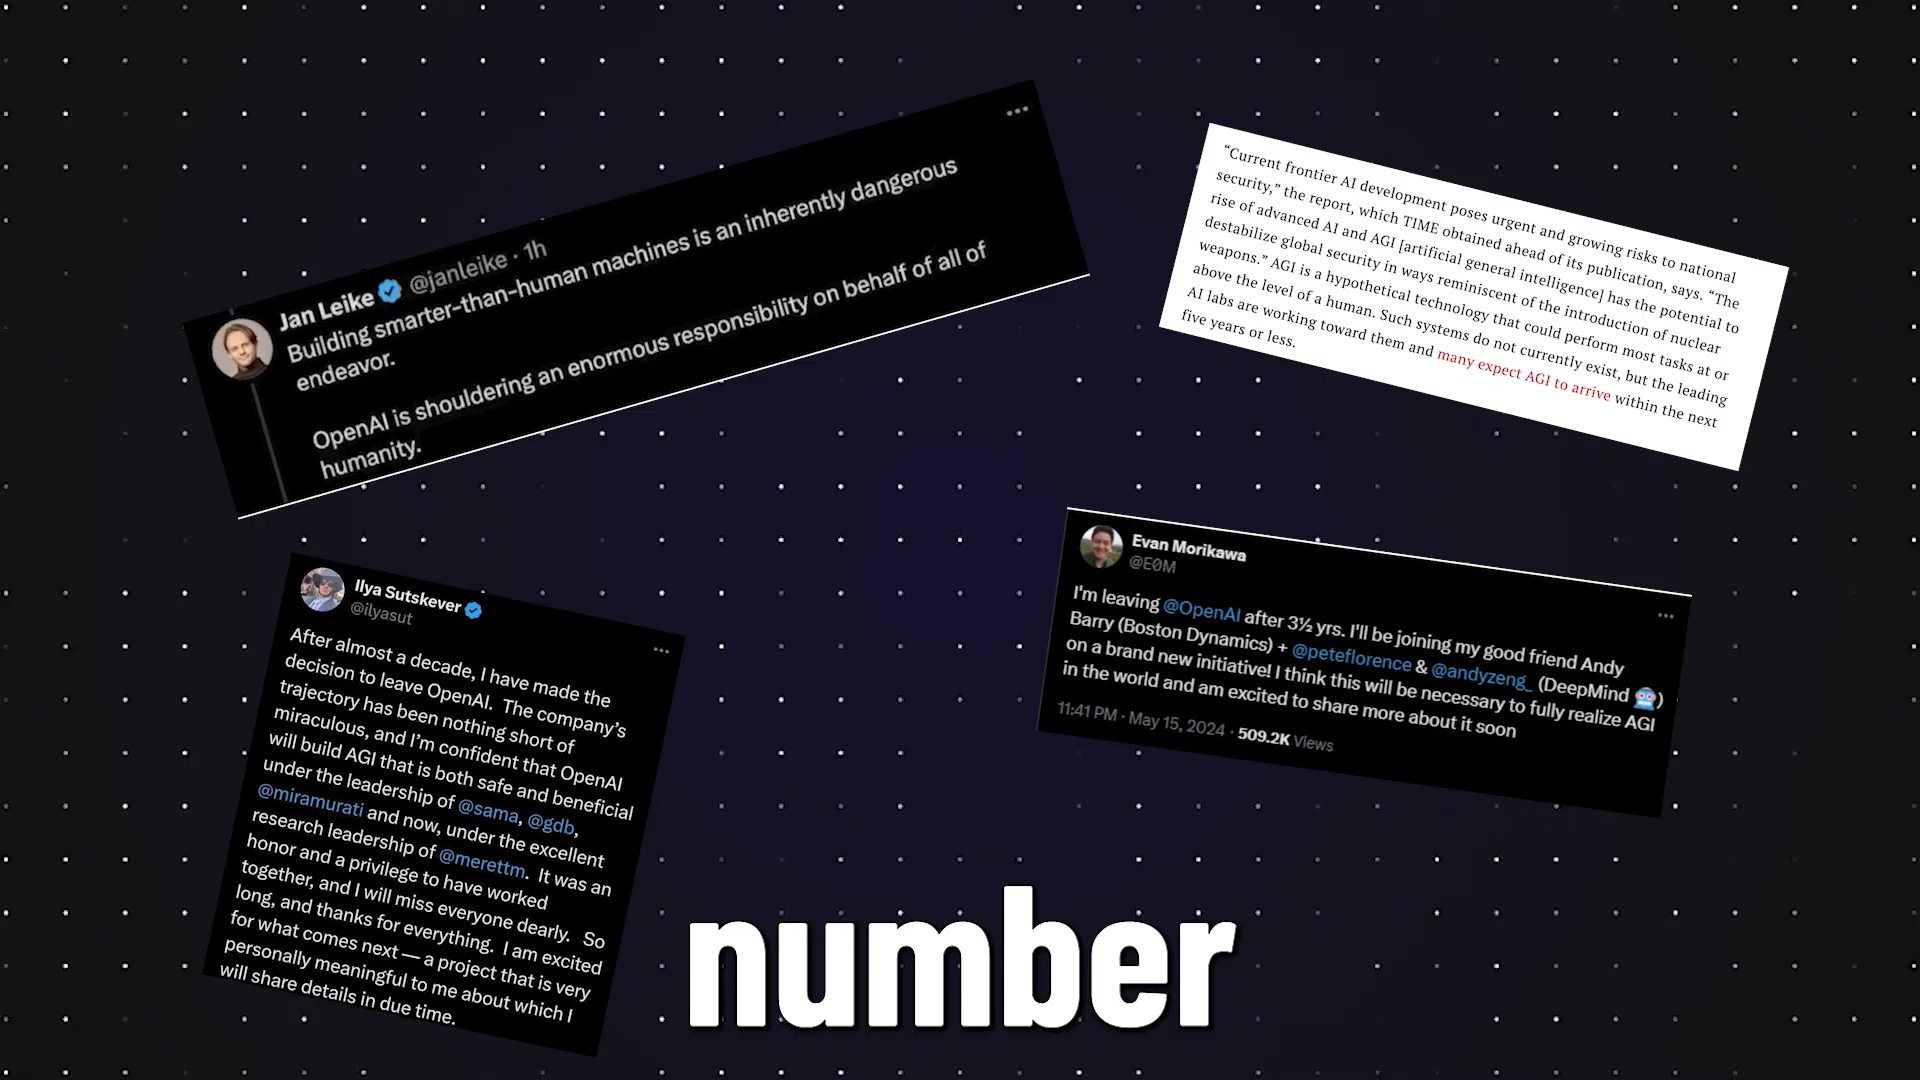 Jan Leike @janleike · 1h
Building smarter-than-human machines is an inherently dangerous
endeavor.
OpenAI is shouldering an enormous responsibility on behalf of all of
humanity.
“Current frontier AI development poses urgent and growing risks to national
security,” the report, which TIME obtained ahead of its publication, says. “The
rise of advanced AI and AGI [artificial general intelligence] has the potential to
destabilize global security in ways reminiscent of the introduction of nuclear
weapons.” AGI is a hypothetical technology that could perform most tasks at or
above the level of a human. Such systems do not currently exist, but the leading
AI labs are working toward them and many expect AGI to arrive within the next
five years or less.
Ilya Sutskever
@ilyasut
After almost a decade, I have made the
decision to leave OpenAI. The company’s
trajectory has been nothing short of
miraculous, and I’m confident that OpenAI
will build AGI that is both safe and beneficial
under the leadership of @sama, @gdb,
@miramurati and now, under the excellent
research leadership of @merettm. It was an
honor and a privilege to have worked
together, and I will miss everyone dearly. So
long, and thanks for everything. I am excited
for what comes next — a project that is very
personally meaningful to me about which I
will share details in due time.
Evan Morikawa
@E0M
I'm leaving @OpenAI after 3½ yrs. I'll be joining my good friend Andy
Barry (Boston Dynamics) + @peteflorence & @andyzeng_ (DeepMind 🤖)
on a brand new initiative! I think this will be necessary to fully realize AGI
in the world and am excited to share more about it soon
11:41 PM · May 15, 2024 · 509.2K Views
number